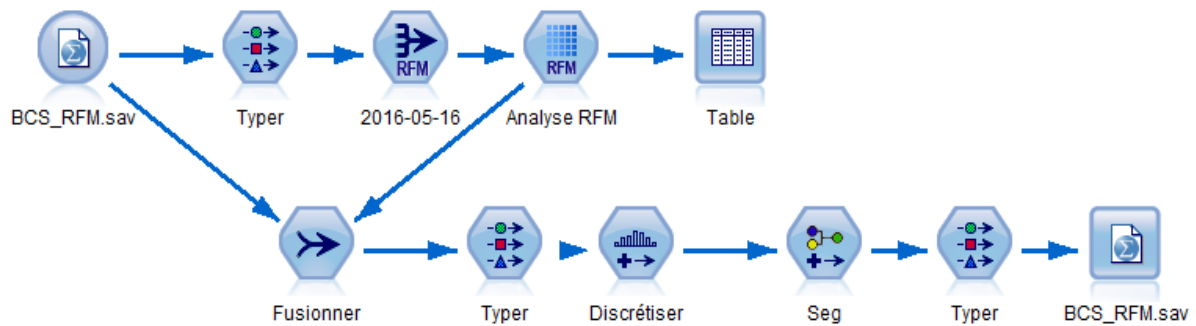 RFM
RFM
BCS_RFM.sav
Typer
2016-05-16
Analyse RFM
Table
Fusionner
Typer
Discrétiser
Seg
Typer
BCS_RFM.sav